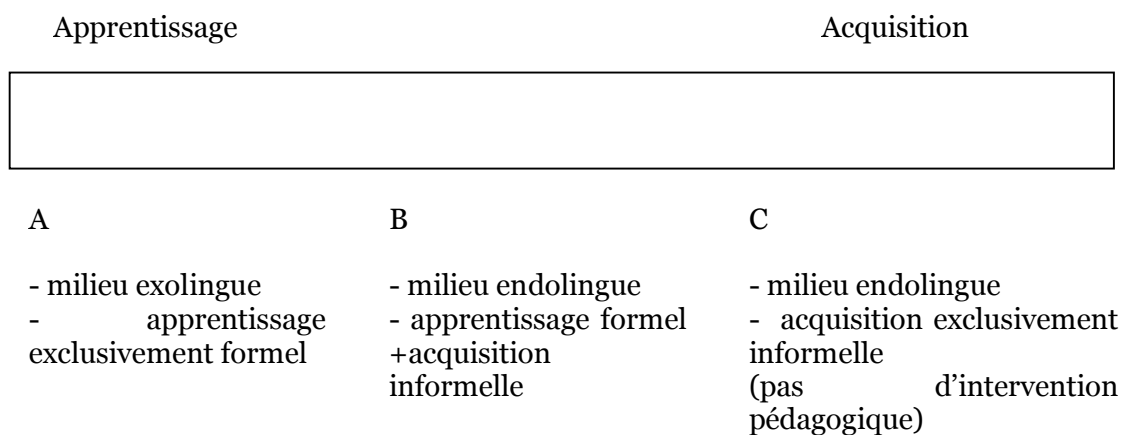 Apprentissage
Acquisition
A
- milieu exolingue
- apprentissage
exclusivement formel
B
- milieu endolingue
- apprentissage formel
+acquisition
informelle
C
- milieu endolingue
- acquisition exclusivement
informelle
(pas d’intervention
pédagogique)